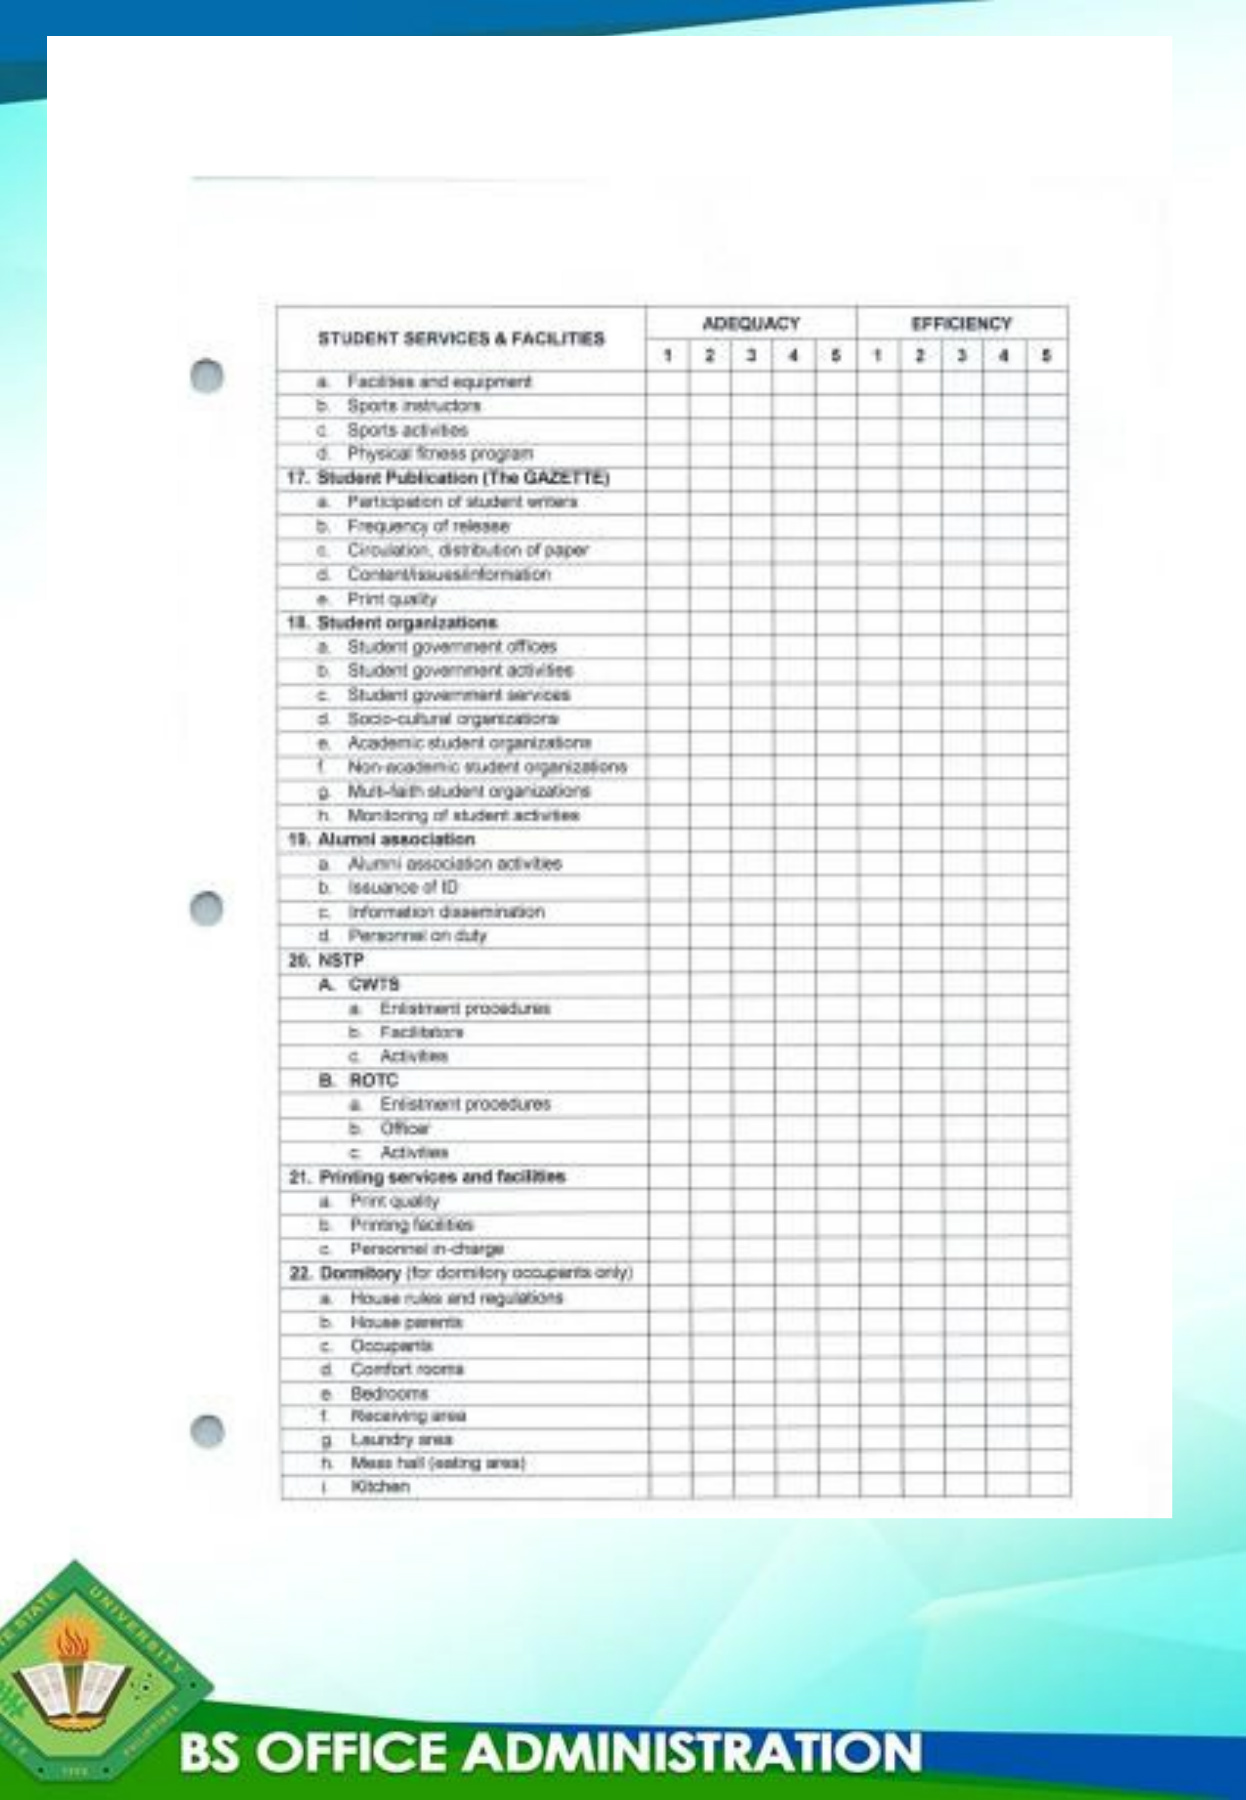 STUDENT SERVICES & FACILITIES
ADEQUACY EFFICIENCY
1 2 3 4 5 1 2 3 4 5
a. Facilities and equipment
b. Sports instructors
c. Sports activities
d. Physical fitness program
17. Student Publication (The GAZETTE)
a. Participation of student writers
b. Frequency of release
c. Circulation, distribution of paper
d. Content/issues/information
e. Print quality
18. Student organizations
a. Student government offices
b. Student government activities
c. Student government services
d. Socio-cultural organizations
e. Academic student organizations
f. Non-academic student organizations
g. Multi-faith student organizations
h. Monitoring of student activities
19. Alumni association
a. Alumni association activities
b. Issuance of ID
c. Information dissemination
d. Personnel on duty
20. NSTP
A. CWTS
a. Enlistment procedures
b. Facilitators
c. Activities
B. ROTC
a. Enlistment procedures
b. Officer
c. Activities
21. Printing services and facilities
a. Print quality
b. Printing facilities
c. Personnel in-charge
22. Dormitory (for dormitory occupants only)
a. House rules and regulations
b. House parents
c. Occupants
d. Comfort rooms
e. Bedrooms
f. Receiving area
g. Laundry area
h. Mess hall (eating area)
i. Kitchen
STATE UNIVERSITY
PHILIPPINES
BS OFFICE ADMINISTRATION